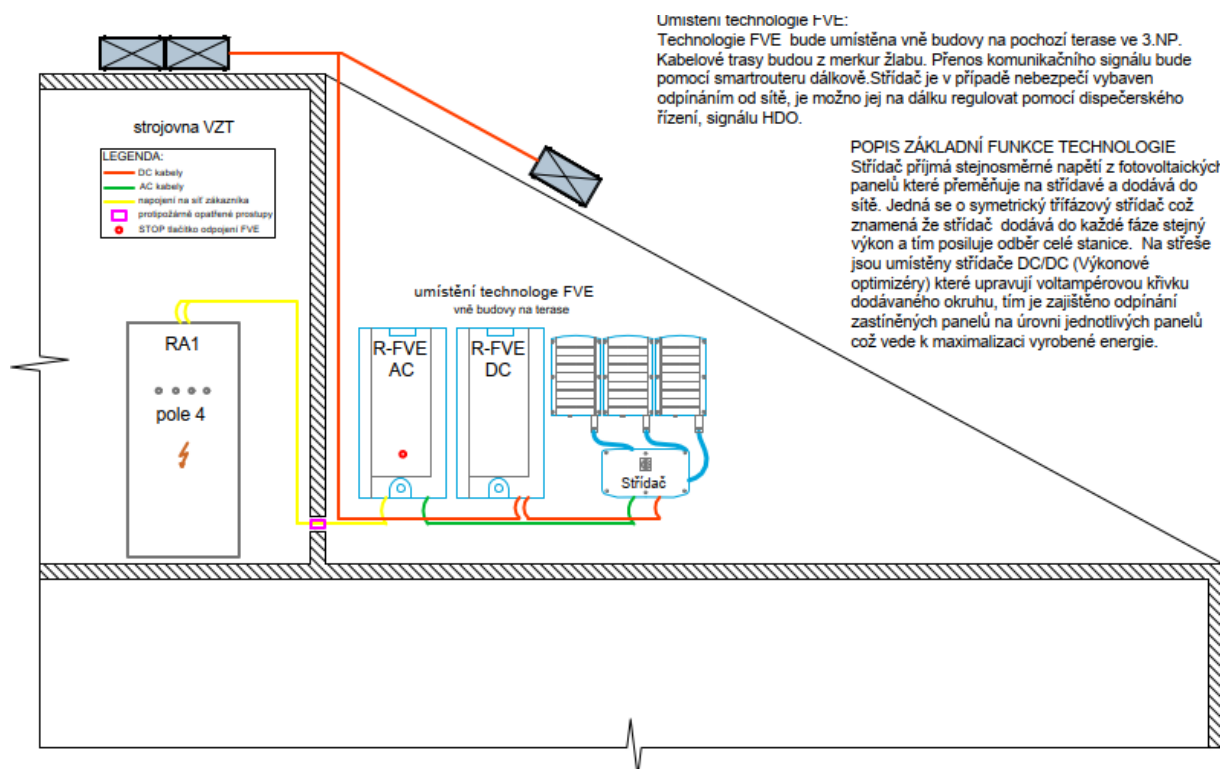 Umístění technologie FVE:
Technologie FVE bude umístěna vně budovy na pochozí terase ve 3.NP.
Kabelové trasy budou z merkur žlabu. Přenos komunikačního signálu bude
pomocí smartrouteru dálkově.Střídač je v případě nebezpečí vybaven
odpínáním od sítě, je možno jej na dálku regulovat pomocí dispečerského
řízení, signálu HDO.
POPIS ZÁKLADNÍ FUNKCE TECHNOLOGIE
Střídač příjmá stejnosměrné napětí z fotovoltaických
panelů které přeměňuje na střídavé a dodává do
sítě. Jedná se o symetrický třífázový střídač což
znamená že střídač dodává do každé fáze stejný
výkon a tím posiluje odběr celé stanice. Na střeše
jsou umístěny střídače DC/DC (Výkonové
optimizéry) které upravují voltampérovou křivku
dodávaného okruhu, tím je zajištěno odpínání
zastíněných panelů na úrovni jednotlivých panelů
což vede k maximalizaci vyrobené energie.
strojovna VZT
LEGENDA:
DC kabely
AC kabely
napojení na síť zákazníka
protipožárně opatřené prostupy
STOP tlačítko odpojení FVE
umístění technologe FVE
vně budovy na terase
RA1
pole 4
R-FVE
AC
R-FVE
DC
Střídač